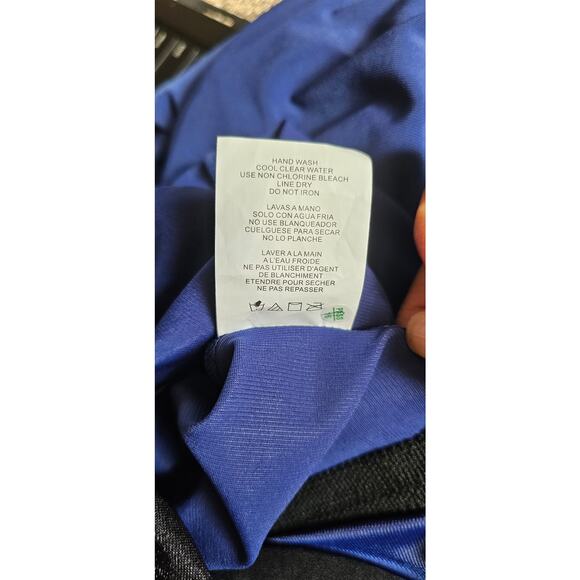 HAND WASH
COOL CLEAR WATER
USE NON CHLORINE BLEACH
LINE DRY
DO NOT IRON
LAVAS A MANO
SOLO CON AGUA FRIA
NO USE BLANQUEADOR
CUELGUESE PARA SECAR
NO LO PLANCHE
LAVER A LA MAIN
A L'EAU FROIDE
NE PAS UTILISER D'AGENT
DE BLANCHIMENT
ETENDRE POUR SECHER
NE PAS REPASSER